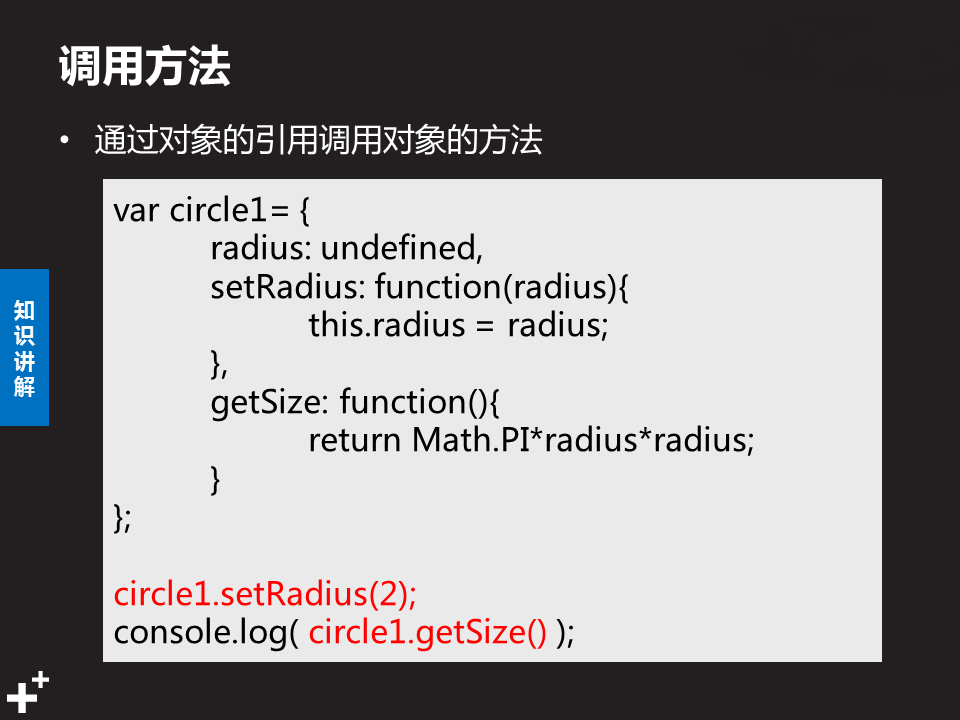 调用方法
• 通过对象的引用调用对象的方法
var circle1= {
radius: undefined,
setRadius: function(radius){
this.radius = radius;
},
getSize: function(){
return Math.PI*radius*radius;
}
};
circle1.setRadius(2);
console.log( circle1.getSize() );
知识讲解
++